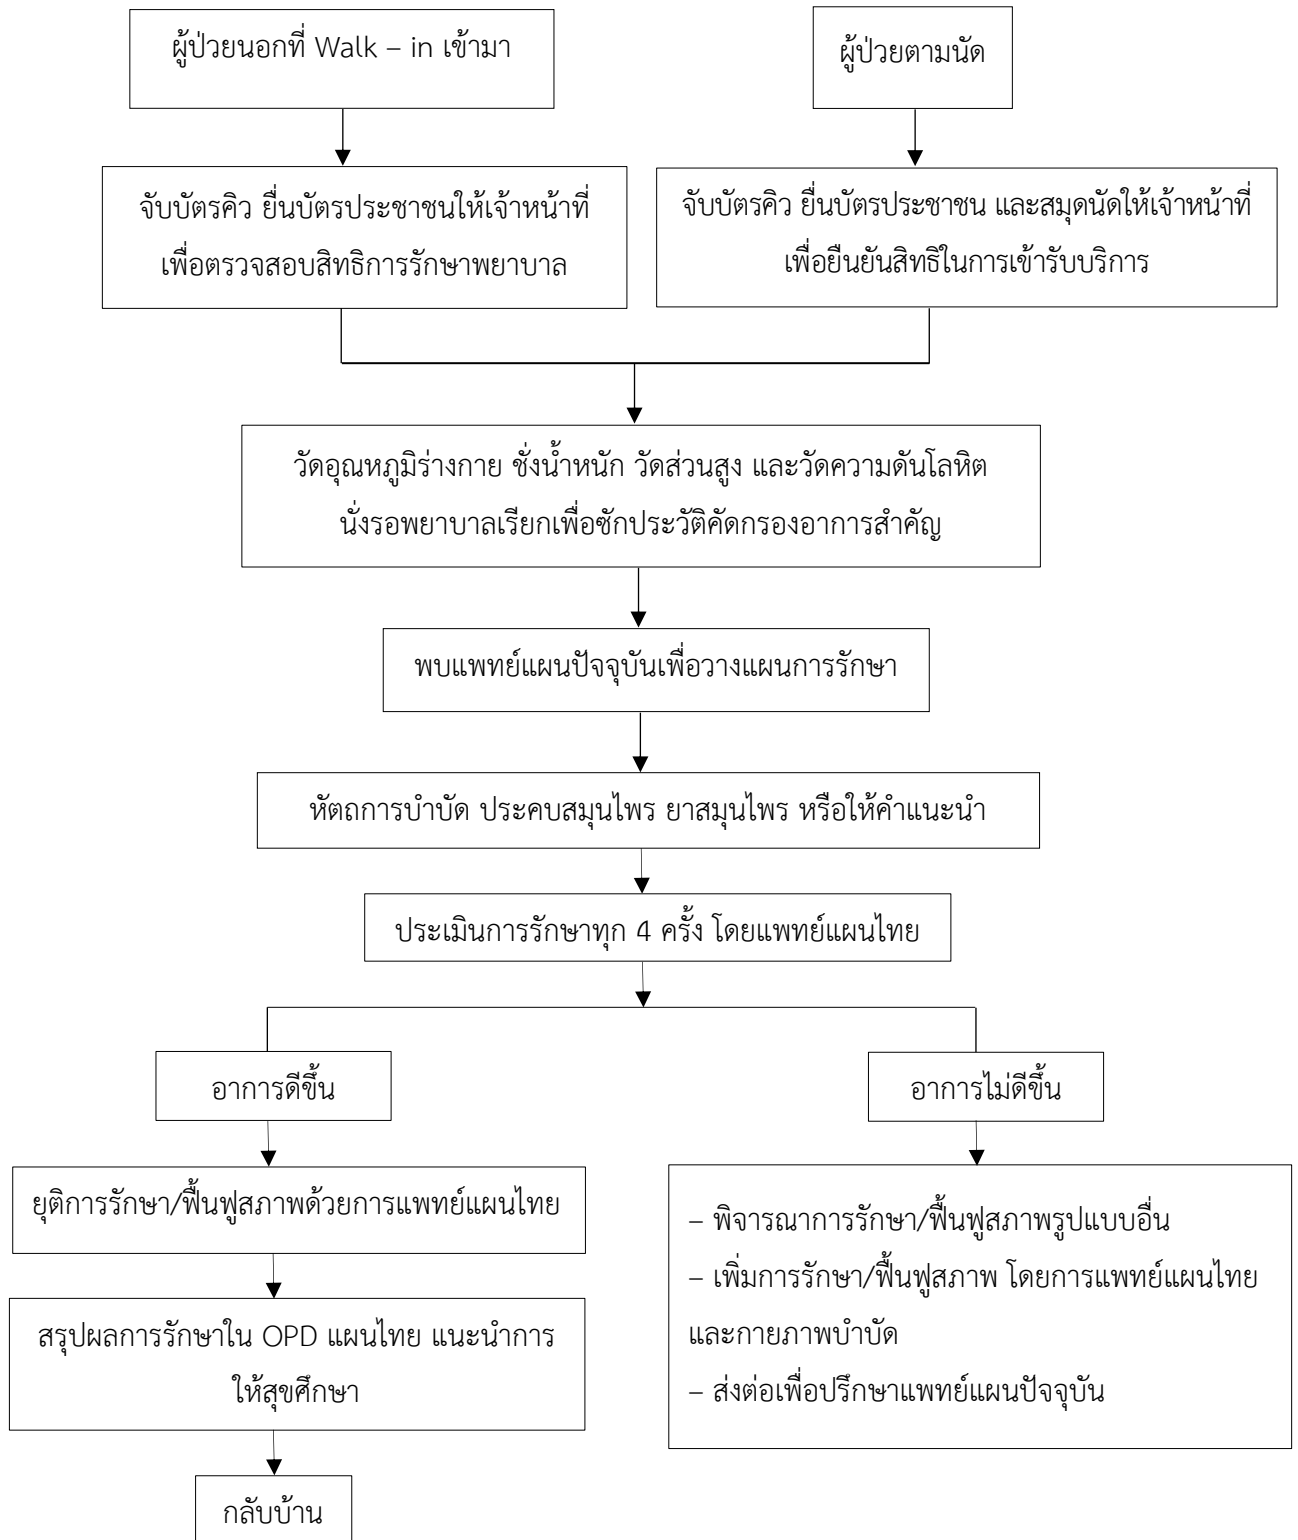 ผู้ป่วยนอกที่ Walk – in เข้ามา
ผู้ป่วยตามนัด
จับบัตรคิว ยื่นบัตรประชาชนให้เจ้าหน้าที่
เพื่อตรวจสอบสิทธิการรักษาพยาบาล
จับบัตรคิว ยื่นบัตรประชาชน และสมุดนัดให้เจ้าหน้าที่
เพื่อยืนยันสิทธิในการเข้ารับบริการ
วัดอุณหภูมิร่างกาย ชั่งน้ำหนัก วัดส่วนสูง และวัดความดันโลหิต
นั่งรอพยาบาลเรียกเพื่อซักประวัติคัดกรองอาการสำคัญ
พบแพทย์แผนปัจจุบันเพื่อวางแผนการรักษา
หัตถการบำบัด ประคบสมุนไพร ยาสมุนไพร หรือให้คำแนะนำ
ประเมินการรักษาทุก 4 ครั้ง โดยแพทย์แผนไทย
อาการดีขึ้น
อาการไม่ดีขึ้น
ยุติการรักษา/ฟื้นฟูสภาพด้วยการแพทย์แผนไทย
สรุปผลการรักษาใน OPD แผนไทย แนะนำการ
ให้สุขศึกษา
กลับบ้าน
– พิจารณาการรักษา/ฟื้นฟูสภาพรูปแบบอื่น
– เพิ่มการรักษา/ฟื้นฟูสภาพ โดยการแพทย์แผนไทย
และกายภาพบำบัด
– ส่งต่อเพื่อปรึกษาแพทย์แผนปัจจุบัน